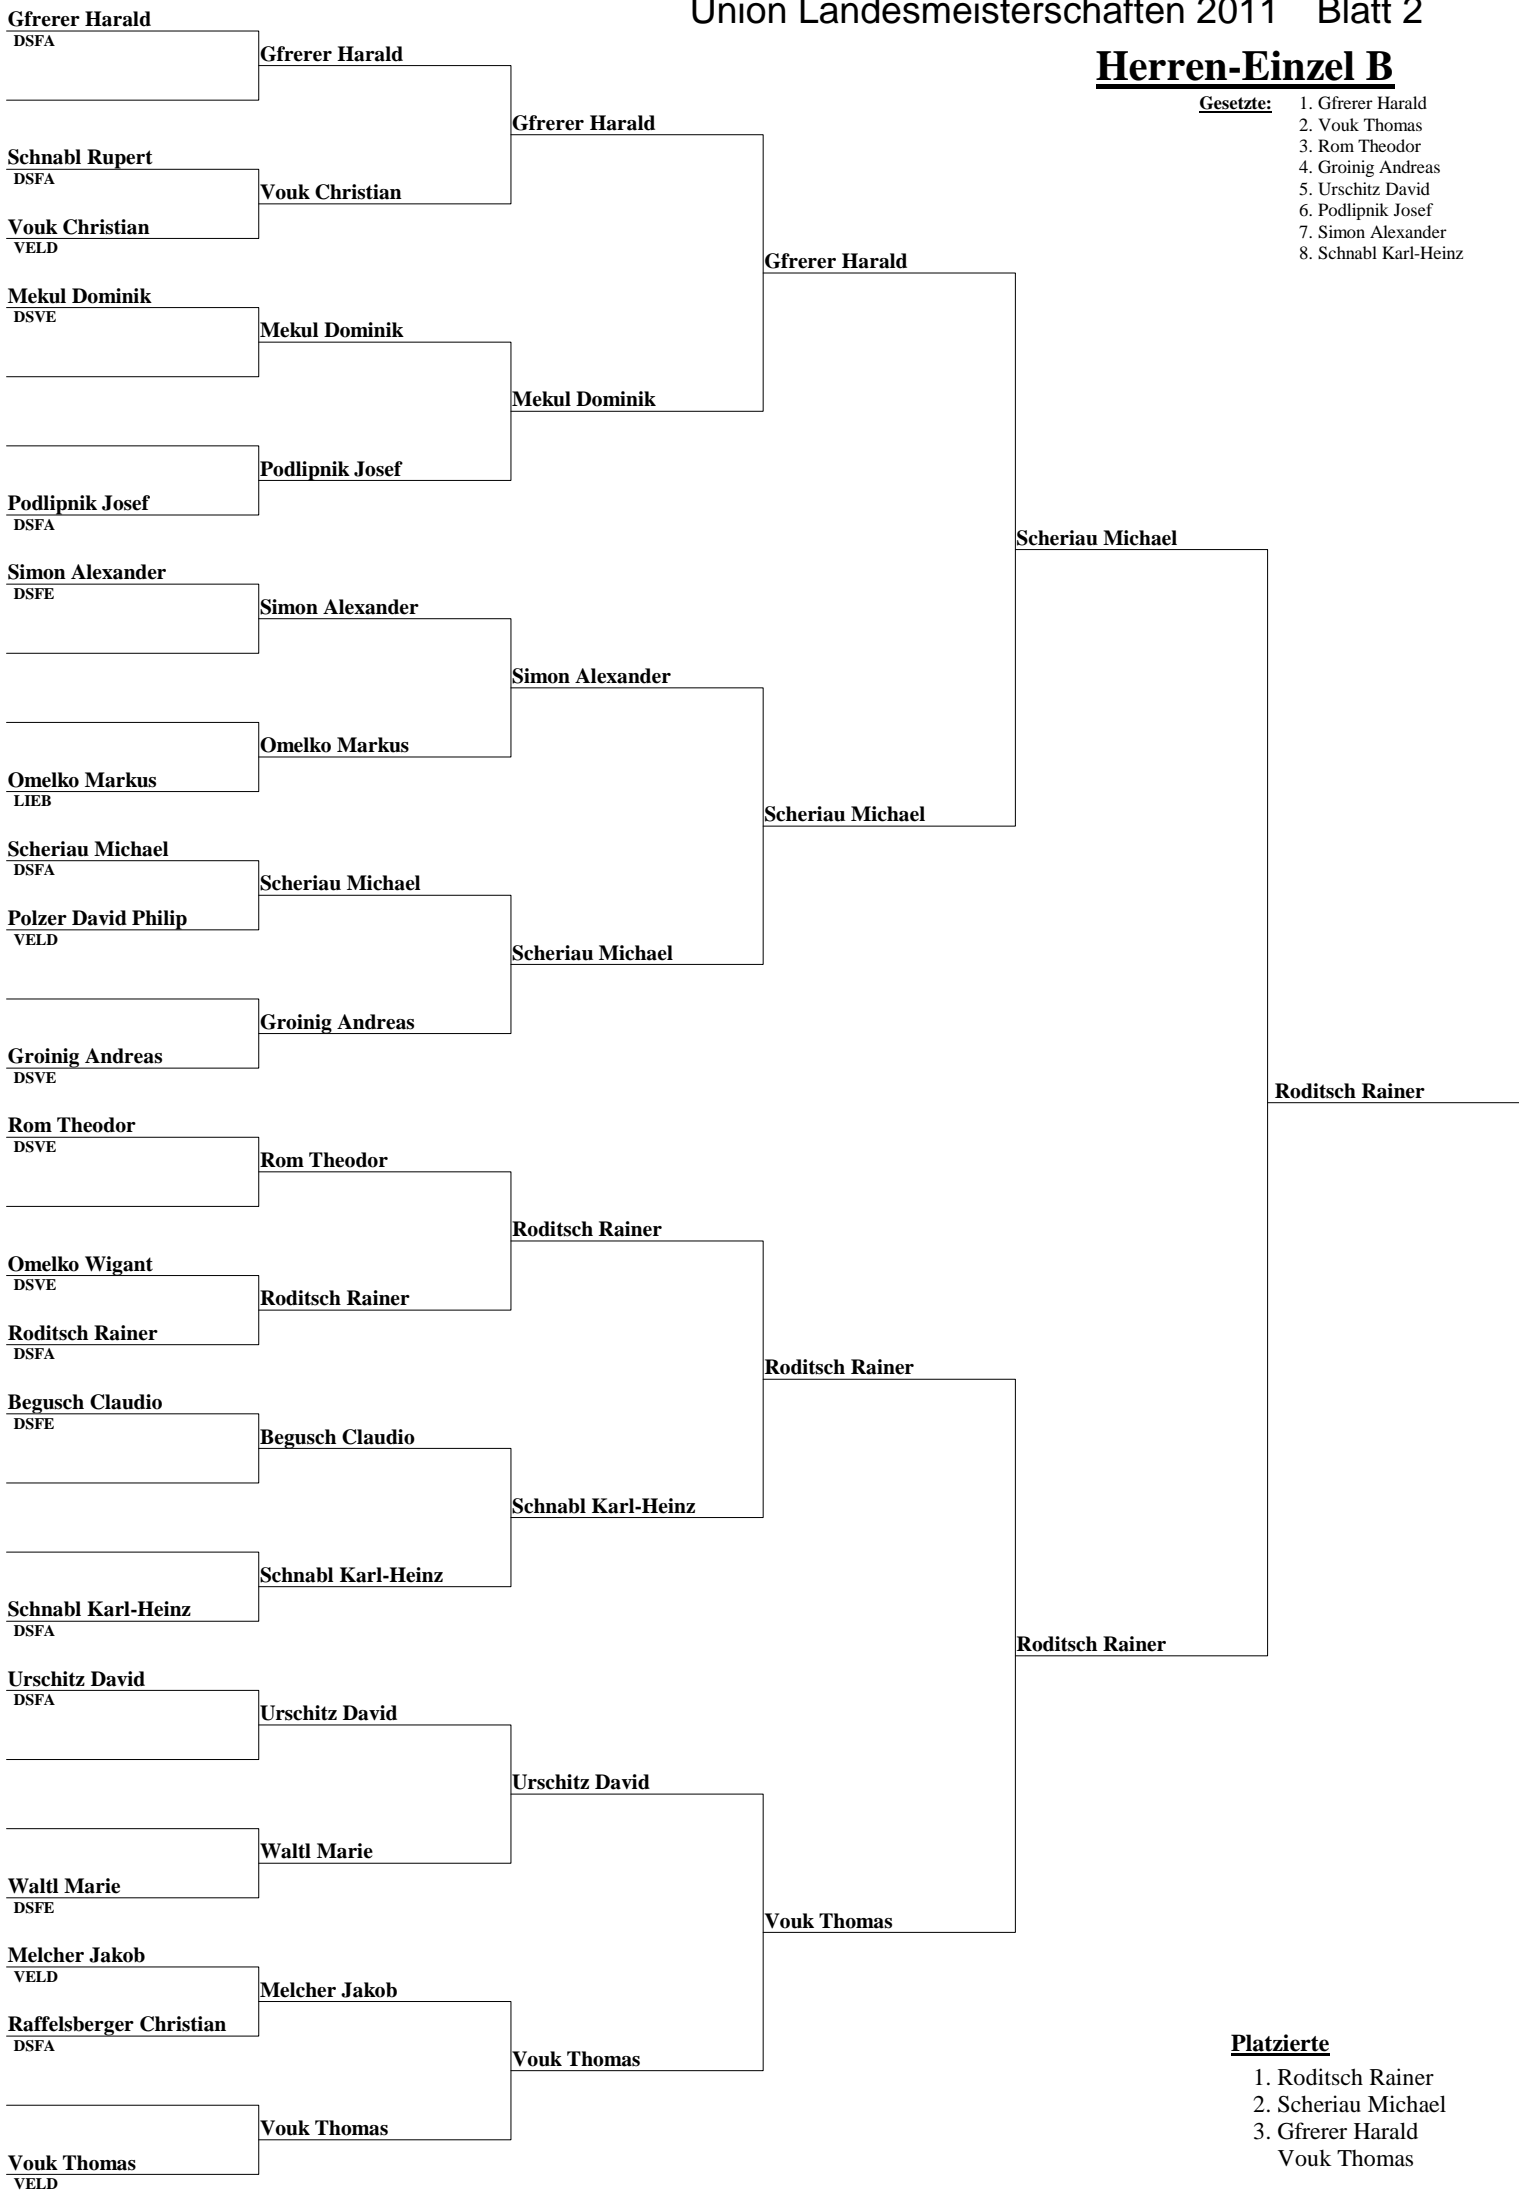 Union Landesmeisterschaften 2011 Blatt 2
Herren-Einzel B
Gesetzte: 1. Gfrerer Harald
2. Vouk Thomas
3. Rom Theodor
4. Groinig Andreas
5. Urschitz David
6. Podlipnik Josef
7. Simon Alexander
8. Schnabl Karl-Heinz
Gfrerer Harald
DSFA
Schnabl Rupert
DSFA
Vouk Christian
VELD
Mekul Dominik
DSVE
Podlipnik Josef
DSFA
Simon Alexander
DSFE
Omelko Markus
LIEB
Scheriau Michael
DSFA
Polzer David Philip
VELD
Groinig Andreas
DSVE
Rom Theodor
DSVE
Omelko Wigant
DSVE
Roditsch Rainer
DSFA
Begusch Claudio
DSFE
Schnabl Karl-Heinz
DSFA
Urschitz David
DSFA
Waltl Marie
DSFE
Melcher Jakob
VELD
Raffelsberger Christian
DSFA
Vouk Thomas
VELD
Gfrerer Harald
Vouk Christian
Mekul Dominik
Podlipnik Josef
Simon Alexander
Omelko Markus
Scheriau Michael
Groinig Andreas
Rom Theodor
Roditsch Rainer
Begusch Claudio
Schnabl Karl-Heinz
Urschitz David
Waltl Marie
Melcher Jakob
Vouk Thomas
Gfrerer Harald
Mekul Dominik
Simon Alexander
Scheriau Michael
Roditsch Rainer
Schnabl Karl-Heinz
Urschitz David
Vouk Thomas
Gfrerer Harald
Scheriau Michael
Roditsch Rainer
Vouk Thomas
Scheriau Michael
Roditsch Rainer
Roditsch Rainer
Platzierte
1. Roditsch Rainer
2. Scheriau Michael
3. Gfrerer Harald
Vouk Thomas